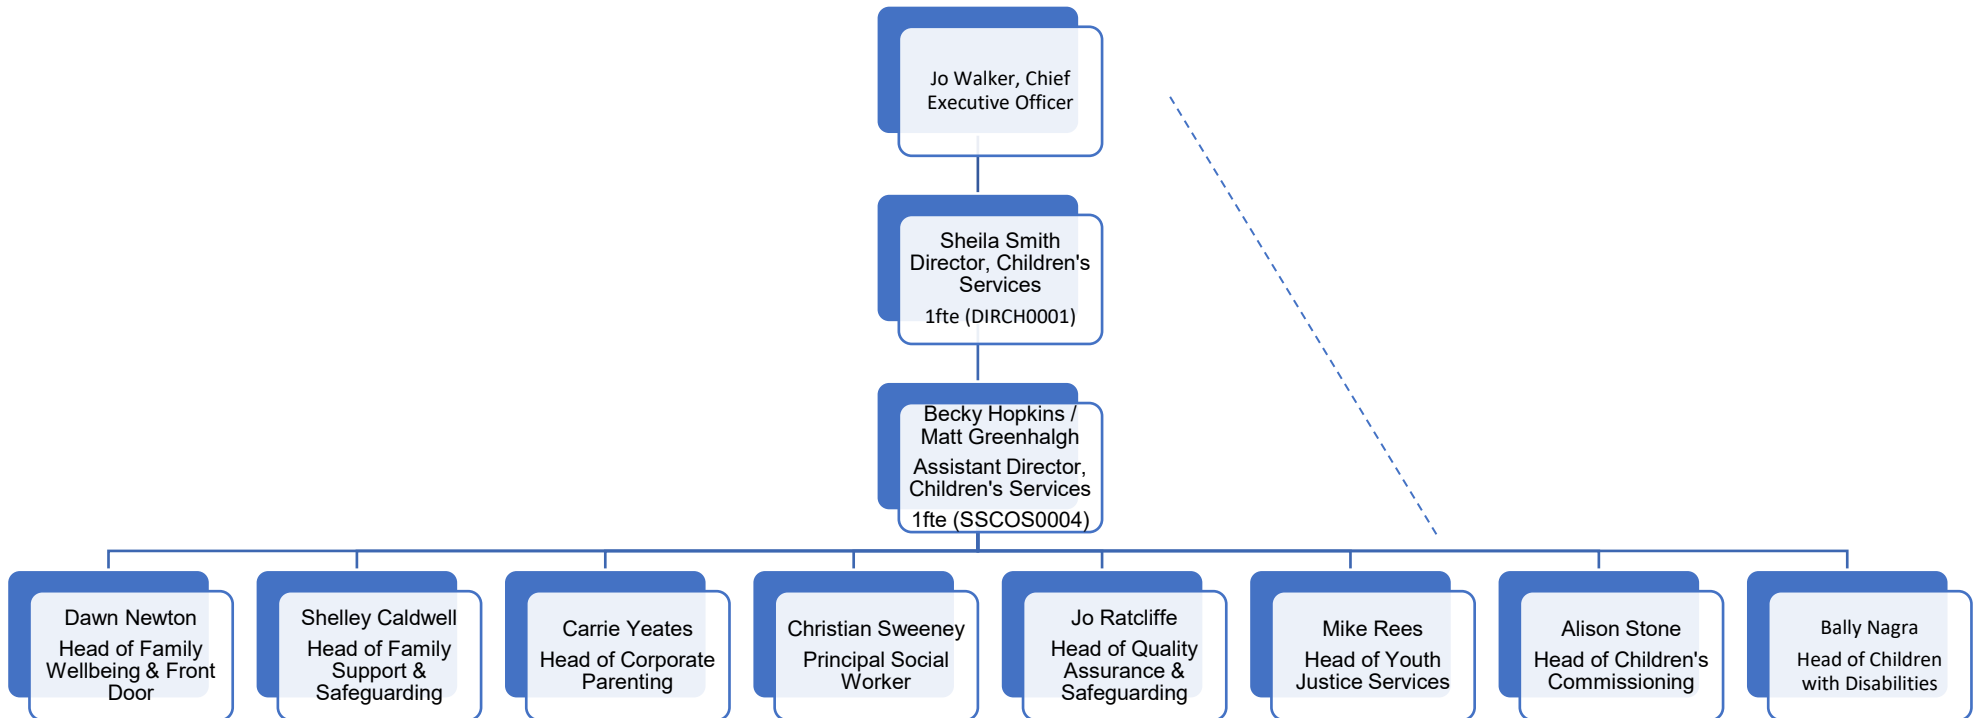 Jo Walker, Chief
Executive Officer
Sheila Smith
Director, Children's
Services
1fte (DIRCH0001)
Becky Hopkins /
Matt Greenhalgh
Assistant Director,
Children's Services
1fte (SSCOS0004)
Dawn Newton
Head of Family
Wellbeing & Front
Door
Shelley Caldwell
Head of Family
Support &
Safeguarding
Carrie Yeates
Head of Corporate
Parenting
Christian Sweeney
Principal Social
Worker
Jo Ratcliffe
Head of Quality
Assurance &
Safeguarding
Mike Rees
Head of Youth
Justice Services
Alison Stone
Head of Children's
Commissioning
Bally Nagra
Head of Children
with Disabilities